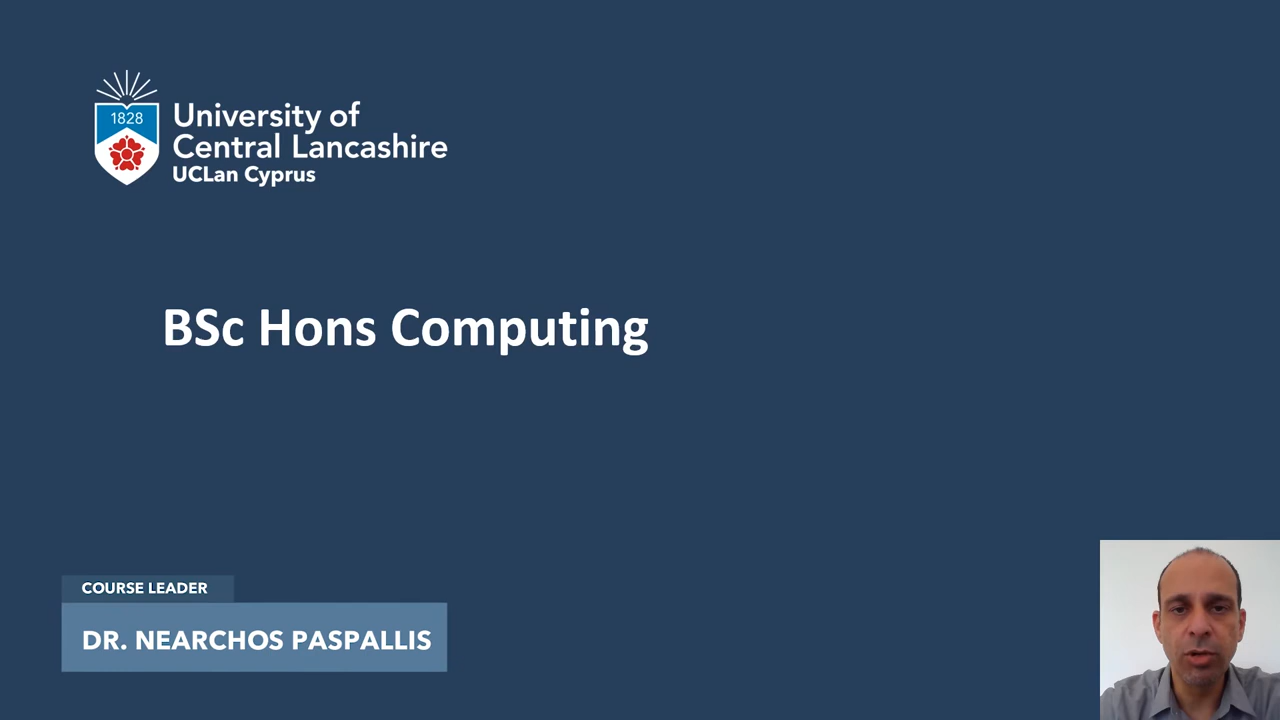 1828
University of
Central Lancashire
UCLan Cyprus
BSc Hons Computing
COURSE LEADER
DR. NEARCHOS PASPALLIS